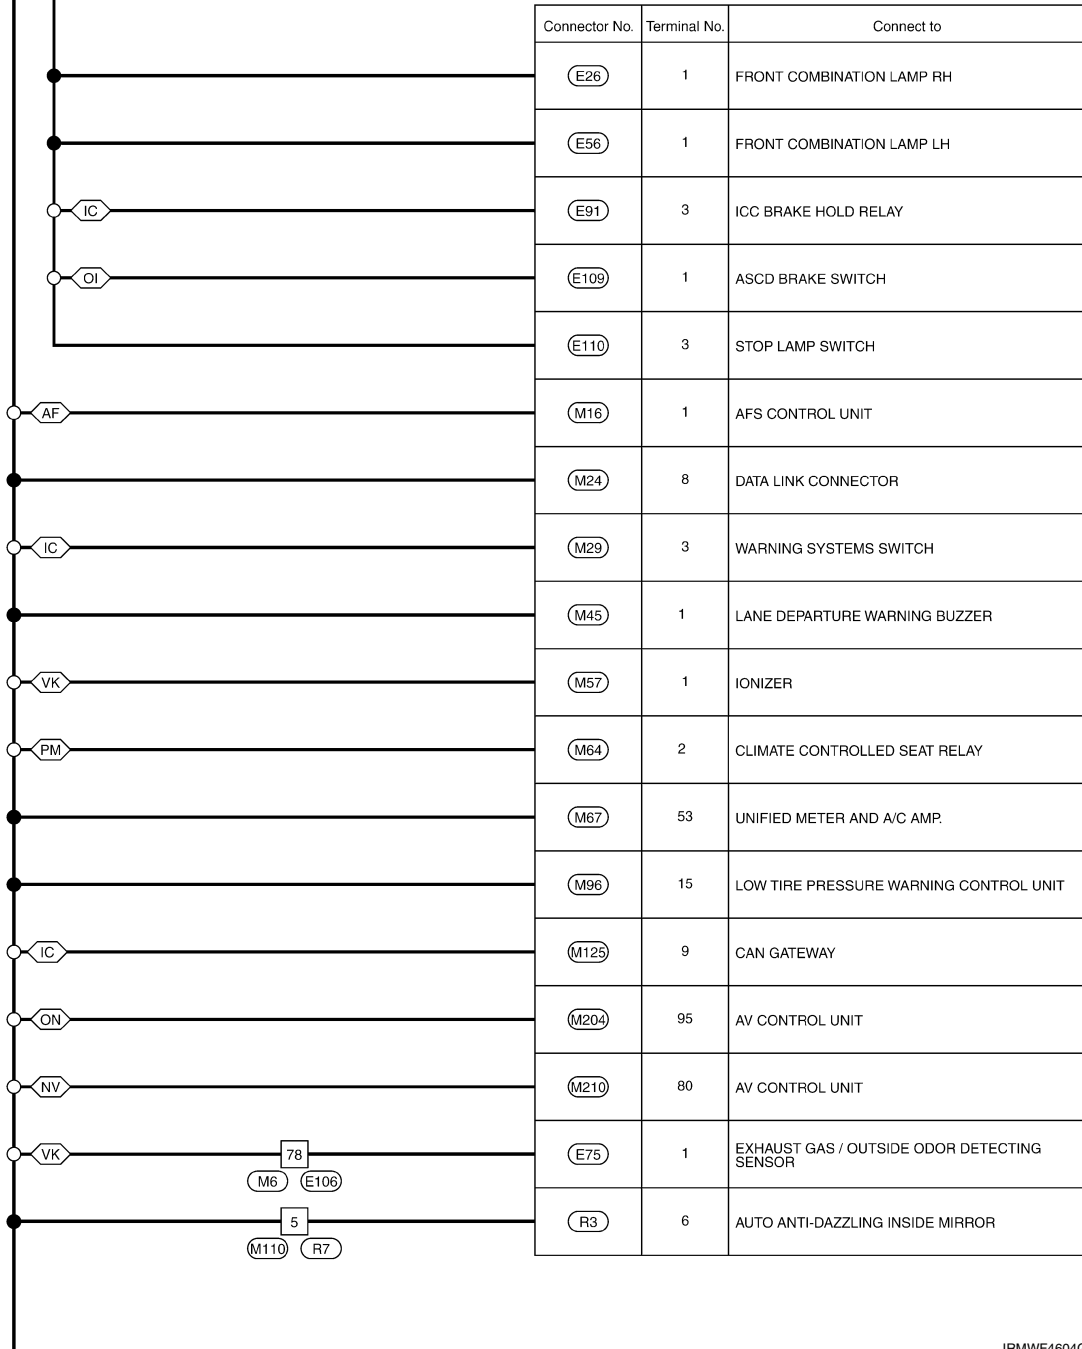 Connector No. Terminal No. Connect to
E26 1 FRONT COMBINATION LAMP RH
E56 1 FRONT COMBINATION LAMP LH
IC E91 3 ICC BRAKE HOLD RELAY
OI E109 1 ASCD BRAKE SWITCH
E110 3 STOP LAMP SWITCH
AF M16 1 AFS CONTROL UNIT
M24 8 DATA LINK CONNECTOR
IC M29 3 WARNING SYSTEMS SWITCH
M45 1 LANE DEPARTURE WARNING BUZZER
VK M57 1 IONIZER
PM M64 2 CLIMATE CONTROLLED SEAT RELAY
M67 53 UNIFIED METER AND A/C AMP.
M96 15 LOW TIRE PRESSURE WARNING CONTROL UNIT
IC M125 9 CAN GATEWAY
ON M204 95 AV CONTROL UNIT
NV M210 80 AV CONTROL UNIT
VK 78 E75 1 EXHAUST GAS / OUTSIDE ODOR DETECTING
SENSOR
M6 E106
5 R3 6 AUTO ANTI-DAZZLING INSIDE MIRROR
M110 R7